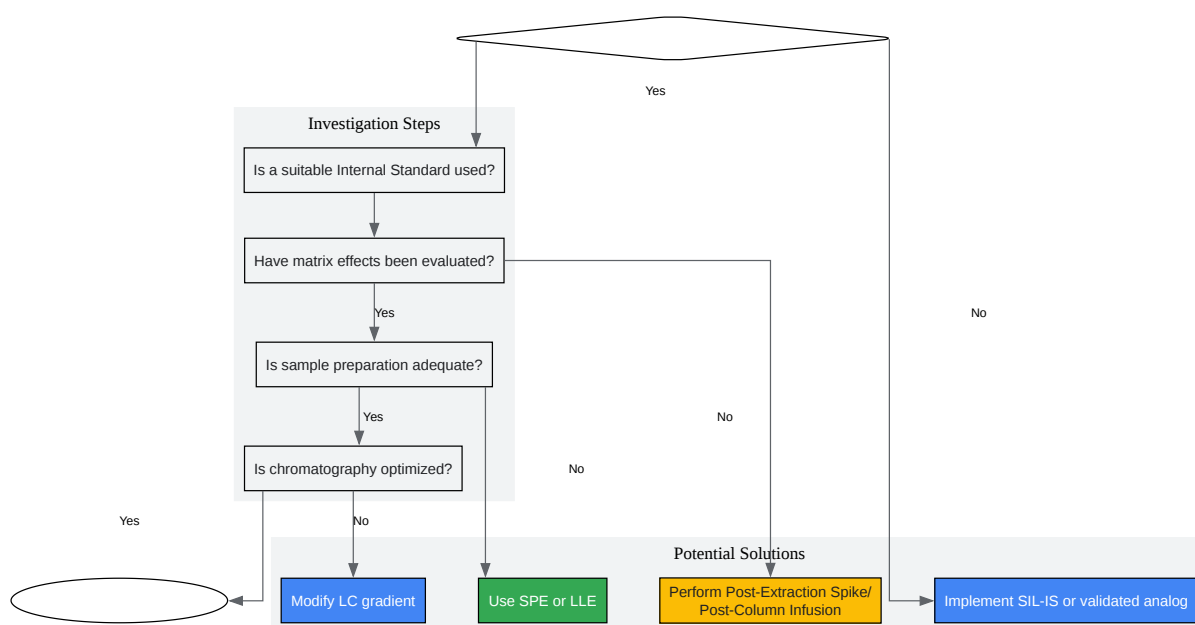 Yes
Investigation Steps
Is a suitable Internal Standard used?
Have matrix effects been evaluated?
Yes
No
Is sample preparation adequate?
Yes
No
Is chromatography optimized?
No
Yes
No
Potential Solutions
Modify LC gradient
Use SPE or LLE
Perform Post-Extraction Spike/
Post-Column Infusion
Implement SIL-IS or validated analog